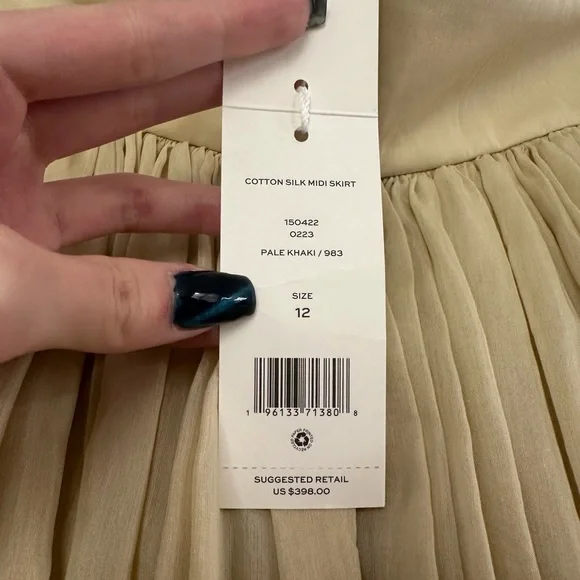 COTTON SILK MIDI SKIRT
150422
0223
PALE KHAKI / 983
SIZE
12
1 96133 71380 8
SUGGESTED RETAIL
US $398.00